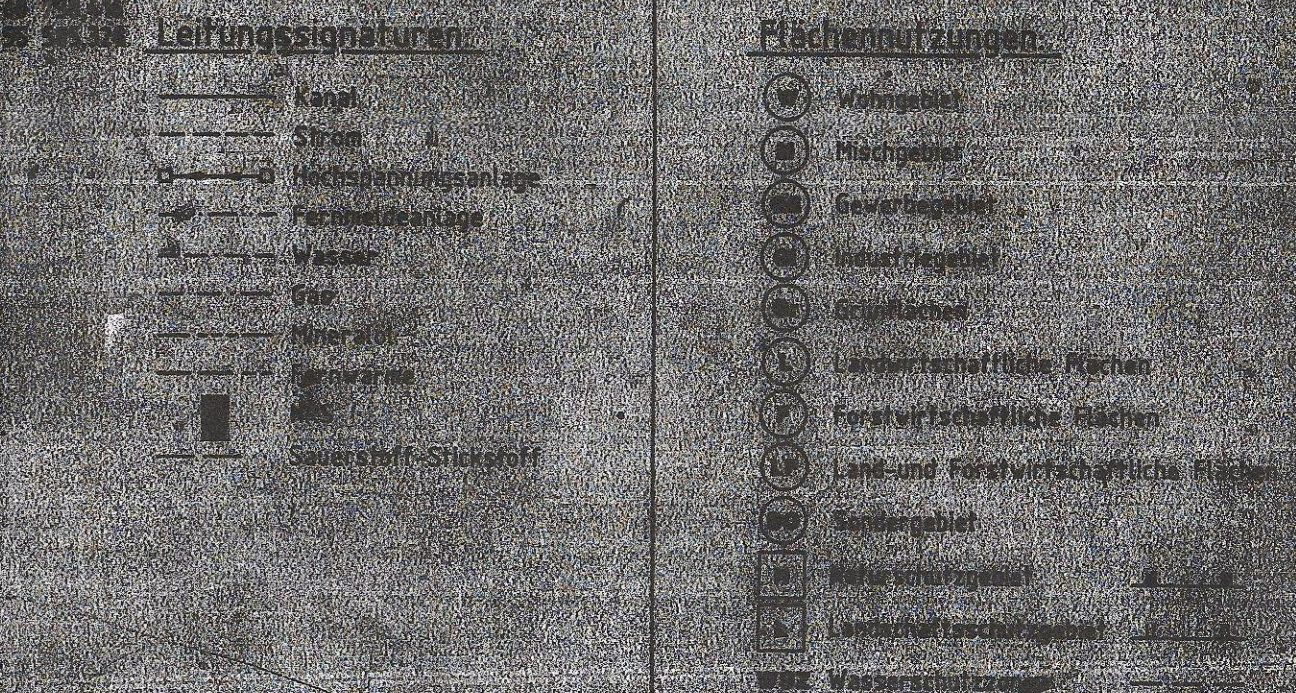 Leitungssignaturen
Kanal
Strom
Hochspannungsanlage
Fernmeldeanlage
Wasser
Gas
Mineralöl
Fernwärme
Sauerstoff-Stickstoff
Flächennutzungen
Wohngebiet
Mischgebiet
Gewerbegebiet
Industriegebiet
Grünflächen
Landwirtschaftliche Flächen
Forstwirtschaftliche Flächen
Land-und Forstwirtschaftliche Flächen
Sondergebiet
Naturschutzgebiet
Landschaftsschutzgebiet